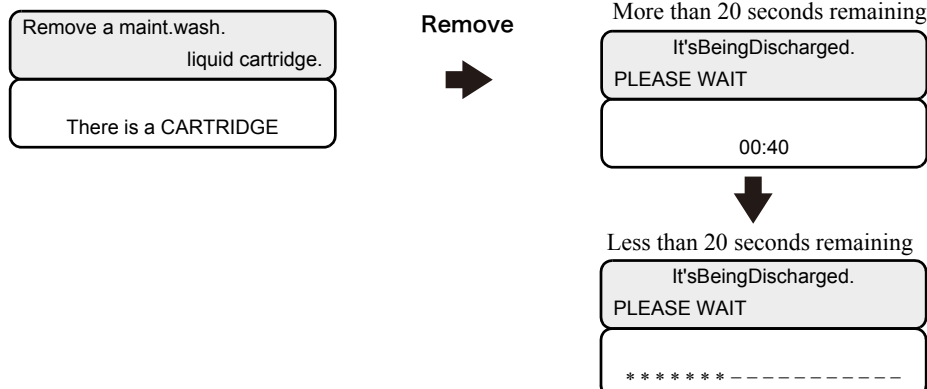 Remove a maint.wash.
liquid cartridge.
There is a CARTRIDGE
Remove
More than 20 seconds remaining
It'sBeingDischarged.
PLEASE WAIT
00:40
Less than 20 seconds remaining
It'sBeingDischarged.
PLEASE WAIT
* * * * * * * – – – – – – – – – – –